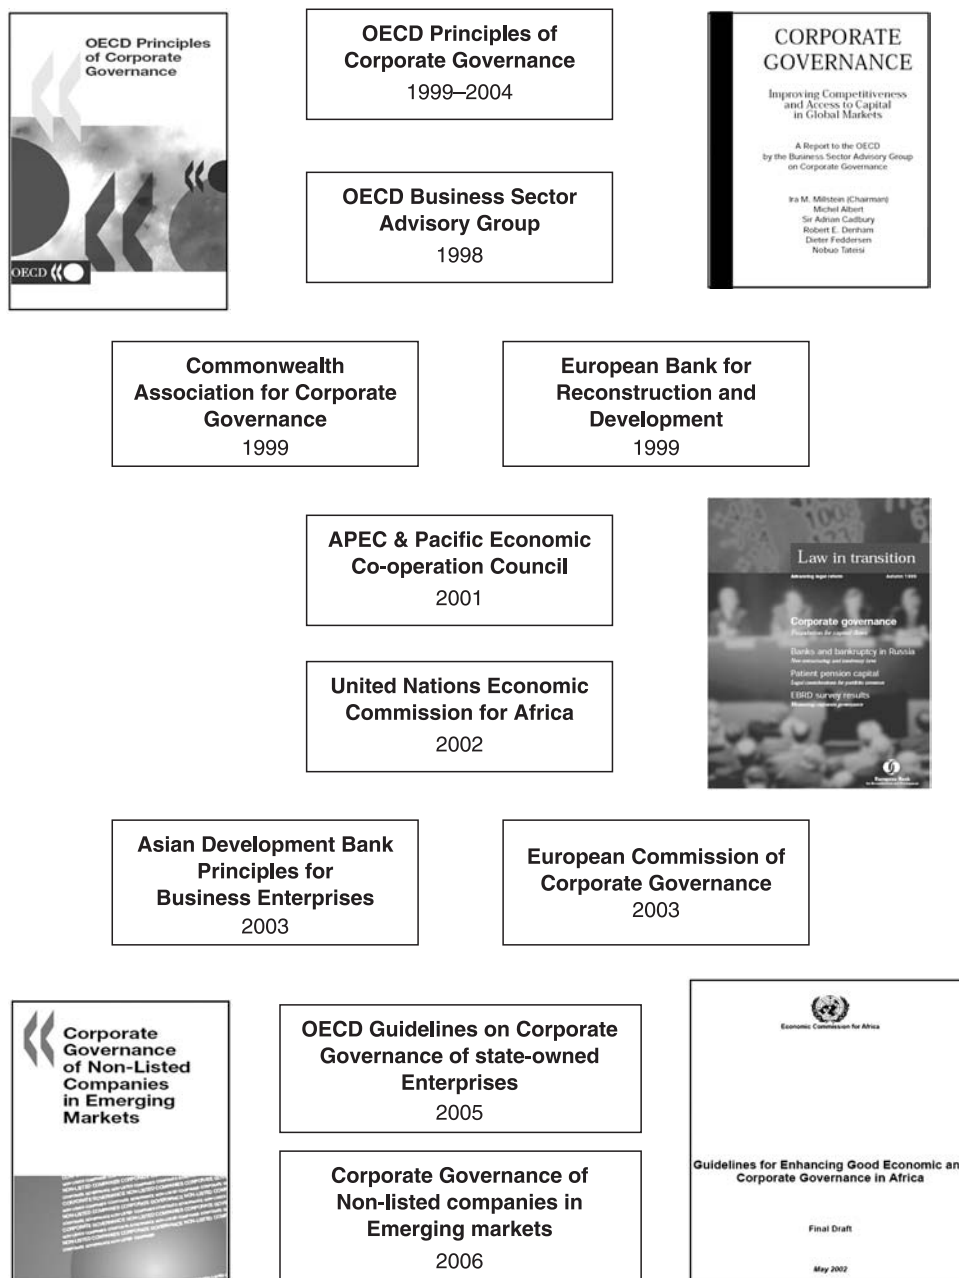 OECD Principles
of Corporate
Governance
OECD
OECD Principles of
Corporate Governance
1999–2004
CORPORATE
GOVERNANCE
Improving Competitiveness
and Access to Capital
in Global Markets
A Report to the OECD
by the Business Sector Advisory Group
on Corporate Governance
Ira M. Millstein (Chairman)
Michel Albert
Sir Adrian Cadbury
Robert E. Denham
Dieter Feddersen
Nobuo Tateisi
OECD Business Sector
Advisory Group
1998
Commonwealth
Association for Corporate
Governance
1999
European Bank for
Reconstruction and
Development
1999
APEC & Pacific Economic
Co-operation Council
2001
Law in transition
Advancing legal reform Autumn 1999
Corporate governance
Banks and bankruptcy in Russia
Patient pension capital
EBRD survey results
European Bank
United Nations Economic
Commission for Africa
2002
Asian Development Bank
Principles for
Business Enterprises
2003
European Commission of
Corporate Governance
2003
Corporate
Governance
of Non-Listed
Companies
in Emerging
Markets
OECD Guidelines on Corporate
Governance of state-owned
Enterprises
2005
Corporate Governance of
Non-listed companies in
Emerging markets
2006
Economic Commission for Africa
Guidelines for Enhancing Good Economic an
Corporate Governance in Africa
Final Draft
May 2002